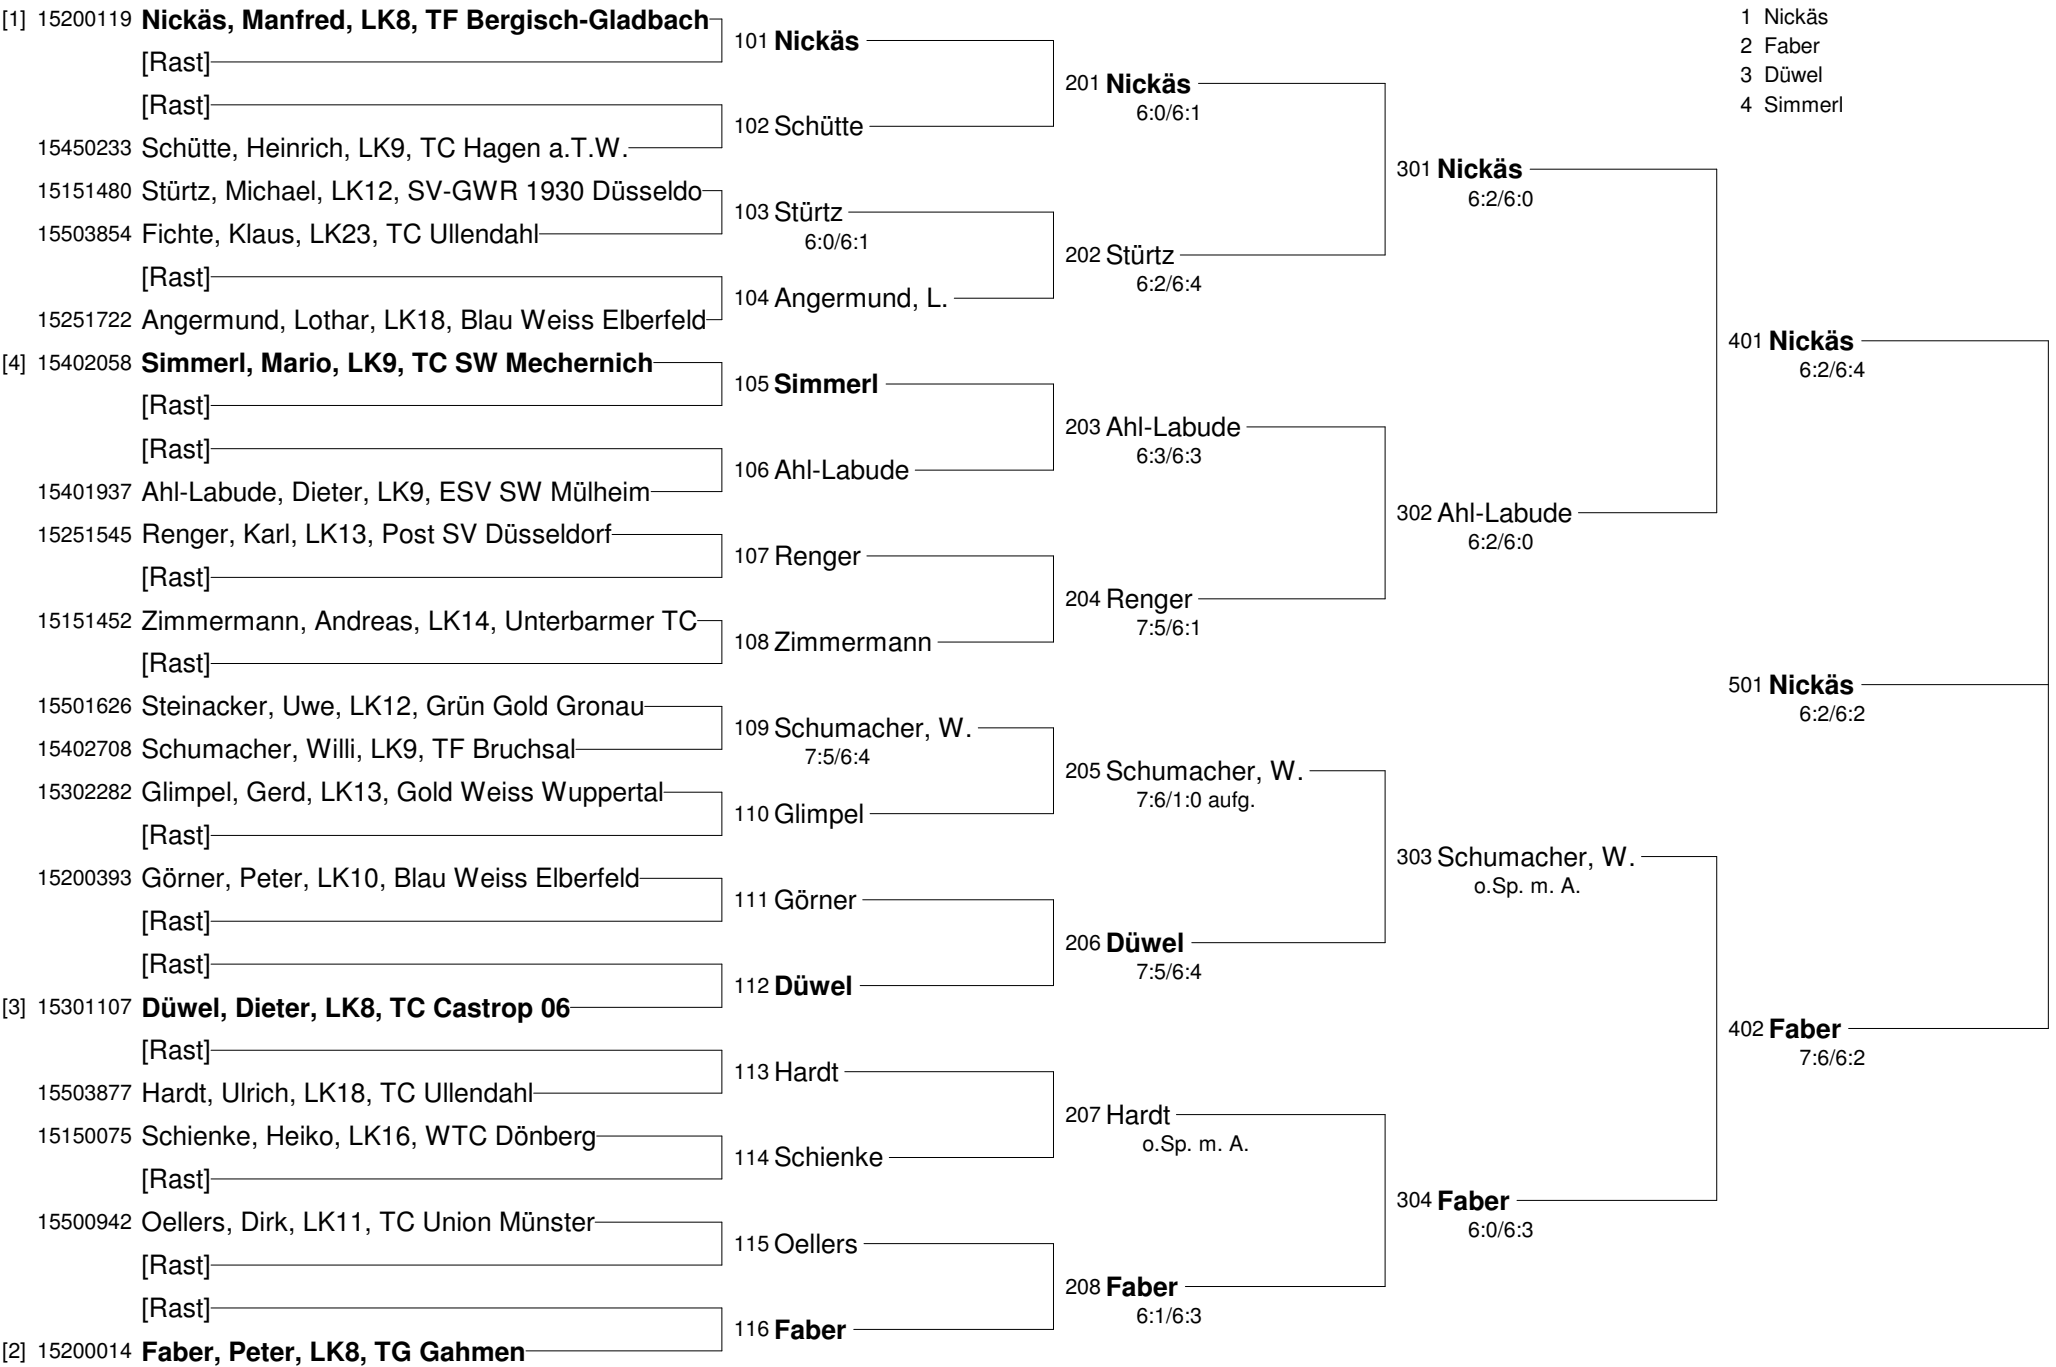 [1] 15200119 Nickäs, Manfred, LK8, TF Bergisch-Gladbach
[Rast]
[Rast]
15450233 Schütte, Heinrich, LK9, TC Hagen a.T.W.
15151480 Stürtz, Michael, LK12, SV-GWR 1930 Düsseldo
15503854 Fichte, Klaus, LK23, TC Ullendahl
[Rast]
15251722 Angermund, Lothar, LK18, Blau Weiss Elberfeld
[4] 15402058 Simmerl, Mario, LK9, TC SW Mechernich
[Rast]
[Rast]
15401937 Ahl-Labude, Dieter, LK9, ESV SW Mülheim
15251545 Renger, Karl, LK13, Post SV Düsseldorf
[Rast]
15151452 Zimmermann, Andreas, LK14, Unterbarmer TC
[Rast]
15501626 Steinacker, Uwe, LK12, Grün Gold Gronau
15402708 Schumacher, Willi, LK9, TF Bruchsal
15302282 Glimpel, Gerd, LK13, Gold Weiss Wuppertal
[Rast]
15200393 Görner, Peter, LK10, Blau Weiss Elberfeld
[Rast]
[Rast]
[3] 15301107 Düwel, Dieter, LK8, TC Castrop 06
[Rast]
15503877 Hardt, Ulrich, LK18, TC Ullendahl
15150075 Schienke, Heiko, LK16, WTC Dönberg
[Rast]
15500942 Oellers, Dirk, LK11, TC Union Münster
[Rast]
[Rast]
[2] 15200014 Faber, Peter, LK8, TG Gahmen
101 Nickäs
102 Schütte
103 Stürtz
6:0/6:1
104 Angermund, L.
105 Simmerl
106 Ahl-Labude
107 Renger
108 Zimmermann
109 Schumacher, W.
7:5/6:4
110 Glimpel
111 Görner
112 Düwel
113 Hardt
114 Schienke
115 Oellers
116 Faber
201 Nickäs
6:0/6:1
202 Stürtz
6:2/6:4
203 Ahl-Labude
6:3/6:3
204 Renger
7:5/6:1
205 Schumacher, W.
7:6/1:0 aufg.
206 Düwel
7:5/6:4
207 Hardt
o.Sp. m. A.
208 Faber
6:1/6:3
301 Nickäs
6:2/6:0
302 Ahl-Labude
6:2/6:0
303 Schumacher, W.
o.Sp. m. A.
304 Faber
6:0/6:3
401 Nickäs
6:2/6:4
402 Faber
7:6/6:2
501 Nickäs
6:2/6:2
1 Nickäs
2 Faber
3 Düwel
4 Simmerl